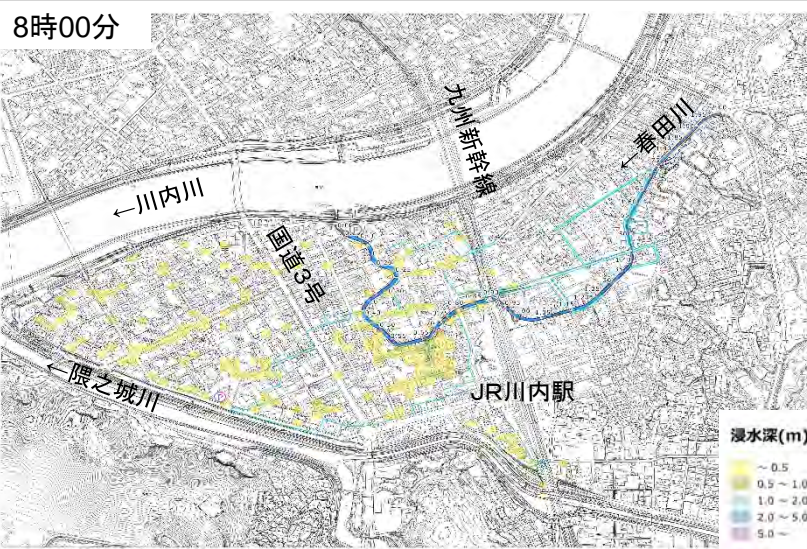 8時00分
九州新幹線
←春田川
←川内川
国道3号
←隈之城川
JR川内駅
浸水深(m)
~ 0.5
0.5 ~ 1.0
1.0 ~ 2.0
2.0 ~ 5.0
5.0 ~